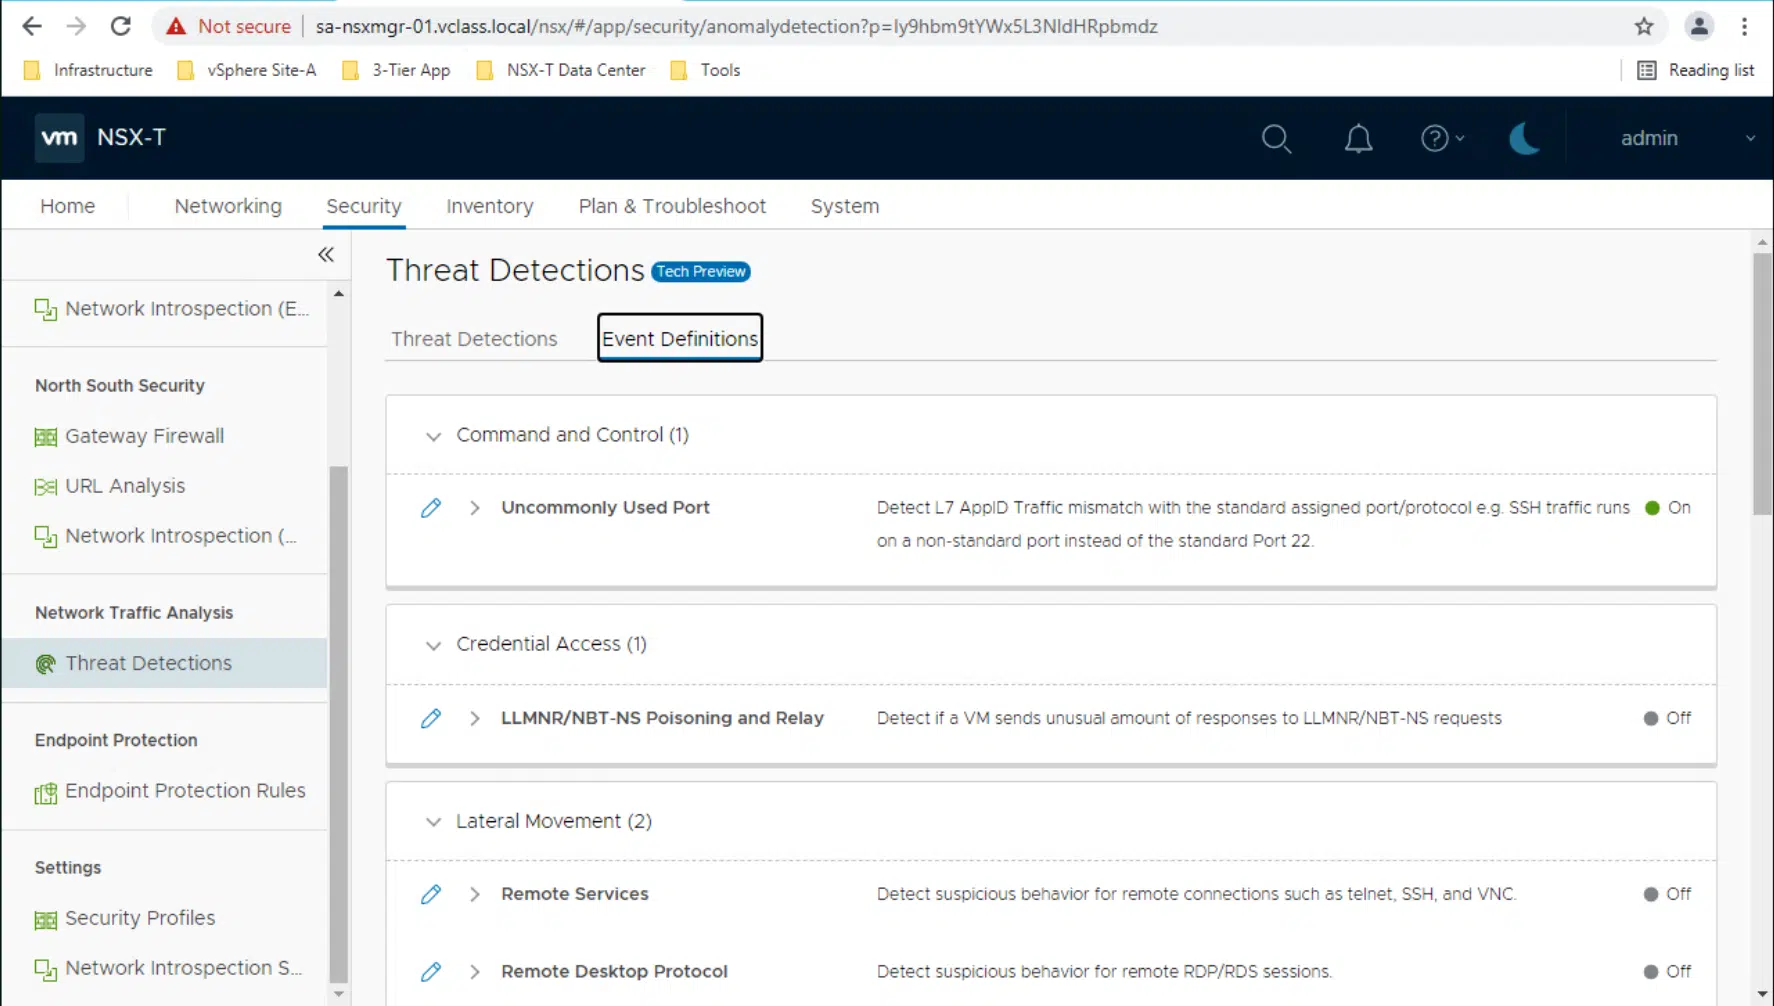 Not secure | sa-nsxmgr-01.vclass.local/nsx/#/app/security/anomalydetection?p=ly9hbm9tYWx5L3NldHRpbmdz
Infrastructure vSphere Site-A 3-Tier App NSX-T Data Center Tools Reading list
vm NSX-T admin
Home Networking Security Inventory Plan & Troubleshoot System
Network Introspection (E...
North South Security
Gateway Firewall
URL Analysis
Network Introspection (...
Network Traffic Analysis
Threat Detections
Endpoint Protection
Endpoint Protection Rules
Settings
Security Profiles
Network Introspection S...
Threat Detections Tech Preview
Threat Detections Event Definitions
Command and Control (1)
Uncommonly Used Port Detect L7 AppID Traffic mismatch with the standard assigned port/protocol e.g. SSH traffic runs On
on a non-standard port instead of the standard Port 22.
Credential Access (1)
LLMNR/NBT-NS Poisoning and Relay Detect if a VM sends unusual amount of responses to LLMNR/NBT-NS requests Off
Lateral Movement (2)
Remote Services Detect suspicious behavior for remote connections such as telnet, SSH, and VNC. Off
Remote Desktop Protocol Detect suspicious behavior for remote RDP/RDS sessions. Off